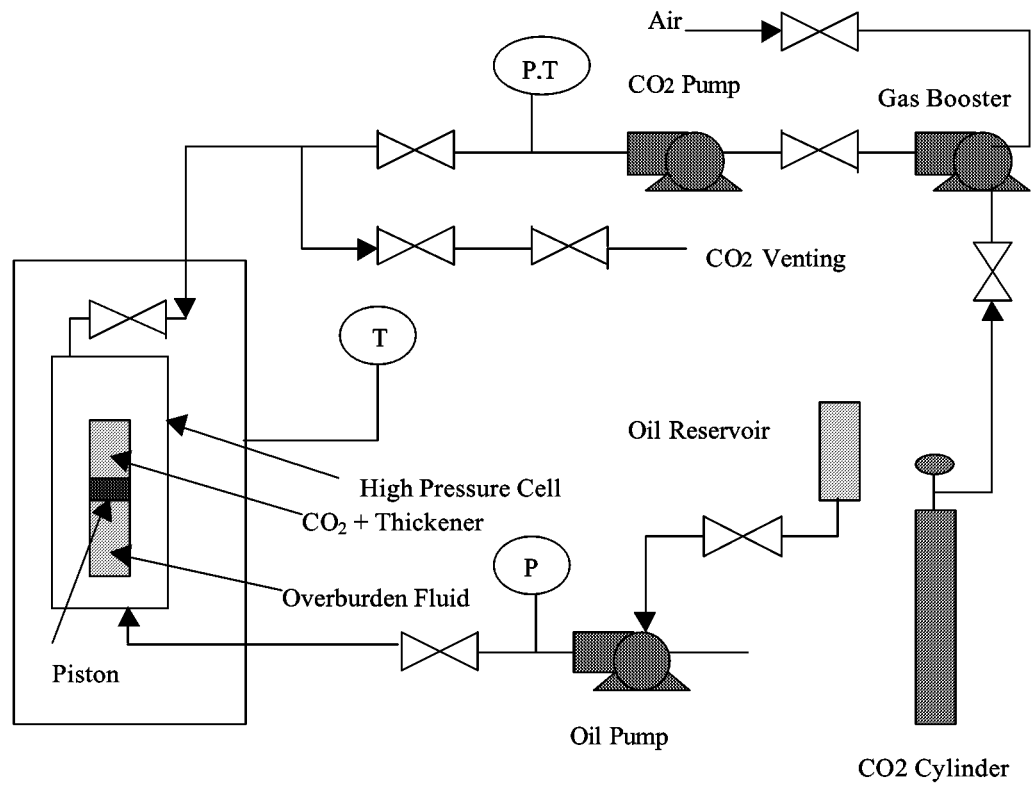 Air
P.T
CO2 Pump
Gas Booster
CO2 Venting
T
Oil Reservoir
High Pressure Cell
CO₂ + Thickener
P
Overburden Fluid
Piston
Oil Pump
CO2 Cylinder